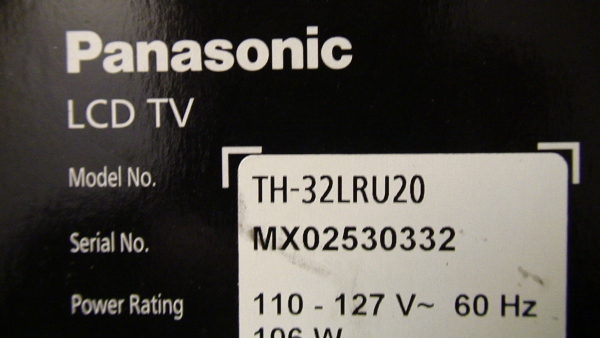 Panasonic
LCD TV
Model No. TH-32LRU20
Serial No. MX02530332
Power Rating 110 - 127 V~ 60 Hz